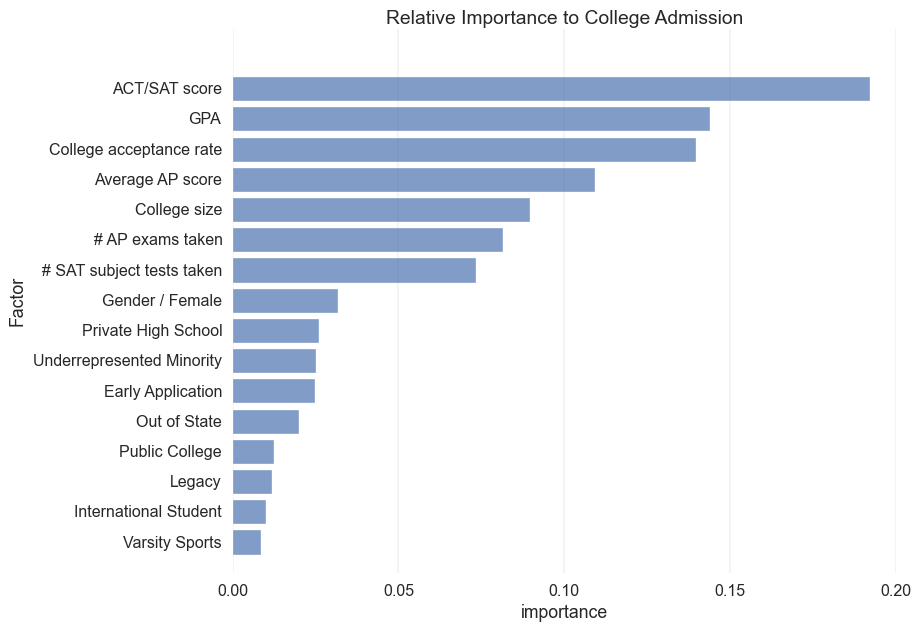 Relative Importance to College Admission
Factor
ACT/SAT score
GPA
College acceptance rate
Average AP score
College size
# AP exams taken
# SAT subject tests taken
Gender / Female
Private High School
Underrepresented Minority
Early Application
Out of State
Public College
Legacy
International Student
Varsity Sports
0.00 0.05 0.10 0.15 0.20
importance